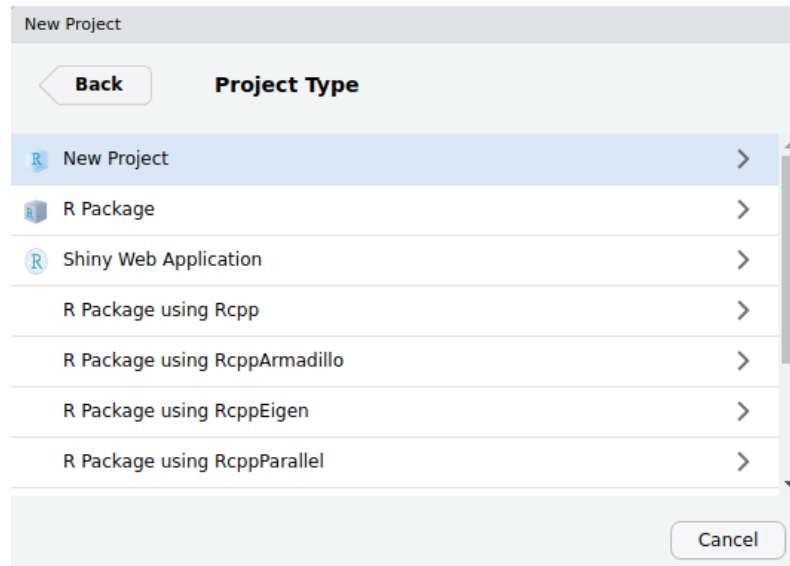 New Project
Back
Project Type
New Project
R Package
Shiny Web Application
R Package using Rcpp
R Package using RcppArmadillo
R Package using RcppEigen
R Package using RcppParallel
Cancel